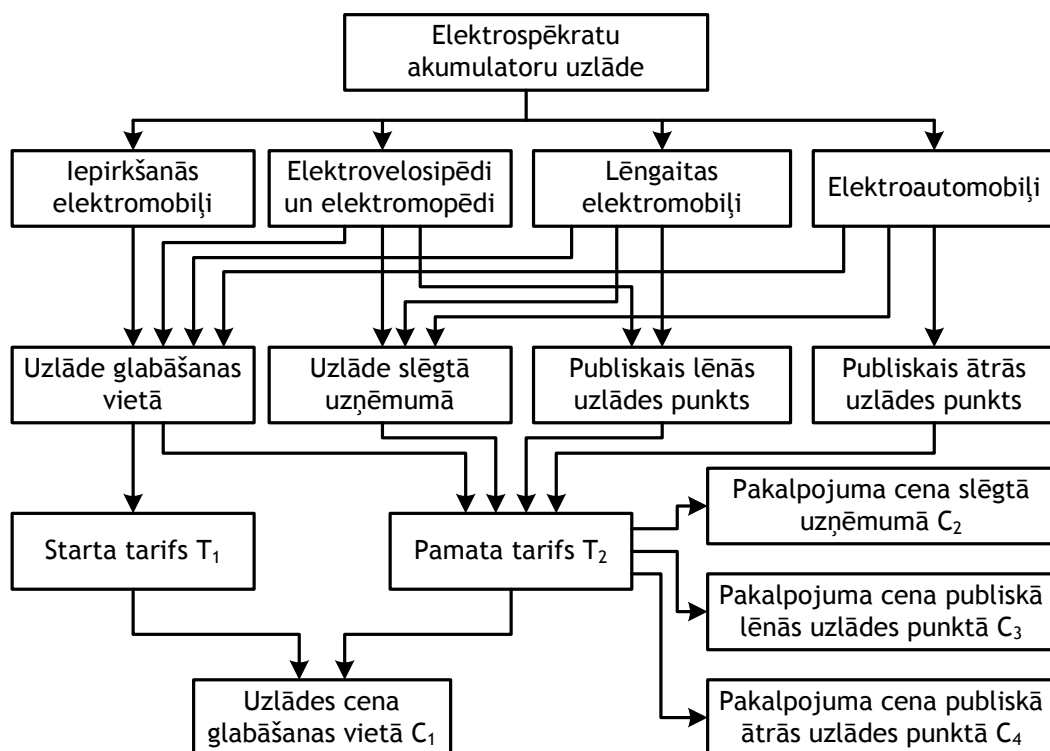 Elektrospēkratu
akumulatoru uzlāde
Iepirkšanās
elektromobiļi
Elektrovelosipēdi
un elektromopēdi
Lēngaitas
elektromobiļi
Elektroautomobiļi
Uzlāde glabāšanas
vietā
Uzlāde slēgtā
uzņēmumā
Publiskais lēnās
uzlādes punkts
Publiskais ātrās
uzlādes punkts
Starta tarifs T₁
Pamata tarifs T₂
Pakalpojuma cena slēgtā
uzņēmumā C₂
Pakalpojuma cena publiskā
lēnās uzlādes punktā C₃
Uzlādes cena
glabāšanas vietā C₁
Pakalpojuma cena publiskā
ātrās uzlādes punktā C₄